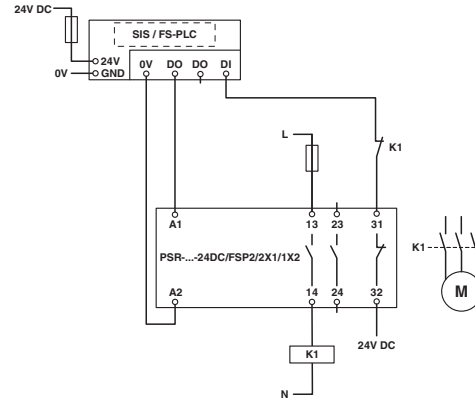 24V DC
SIS / FS-PLC
24V
0V GND
0V DO DO DI
L
K1
A1 13 23 31
PSR-...-24DC/FSP2/2X1/1X2
K1
M
A2 14 24 32
24V DC
K1
N